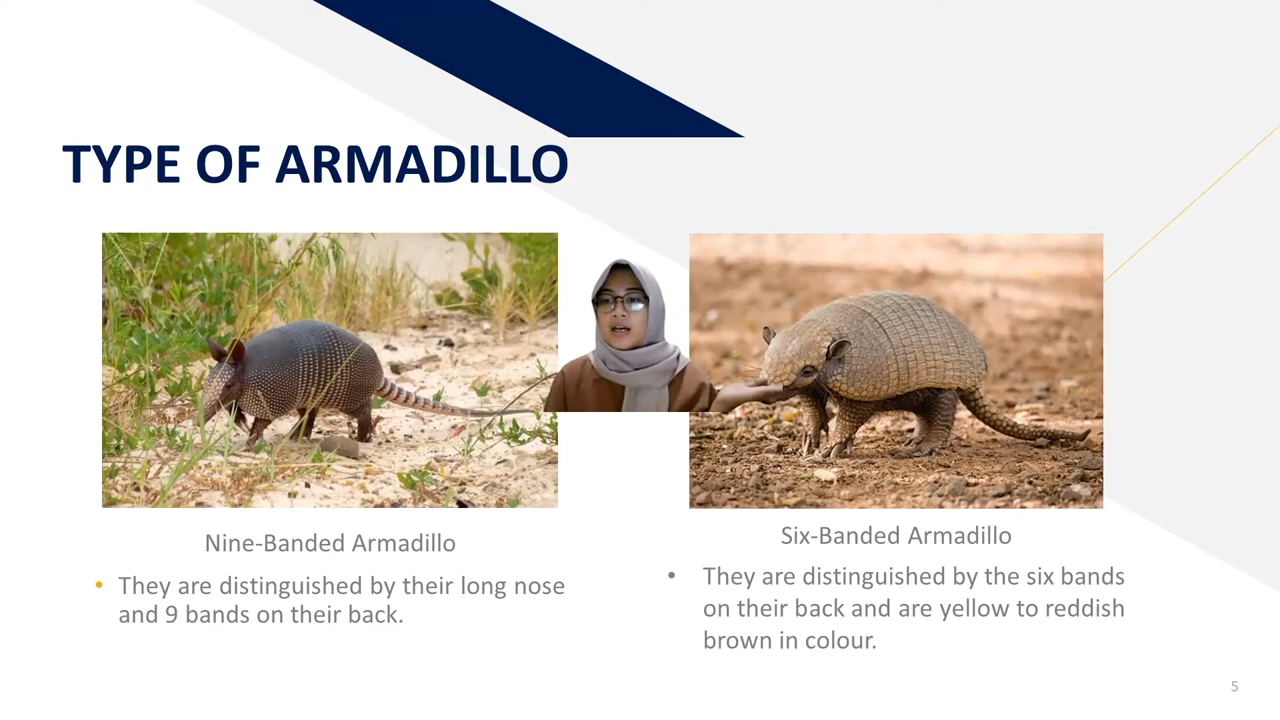 TYPE OF ARMADILLO
Nine-Banded Armadillo
• They are distinguished by their long nose
and 9 bands on their back.
Six-Banded Armadillo
• They are distinguished by the six bands
on their back and are yellow to reddish
brown in colour.
5